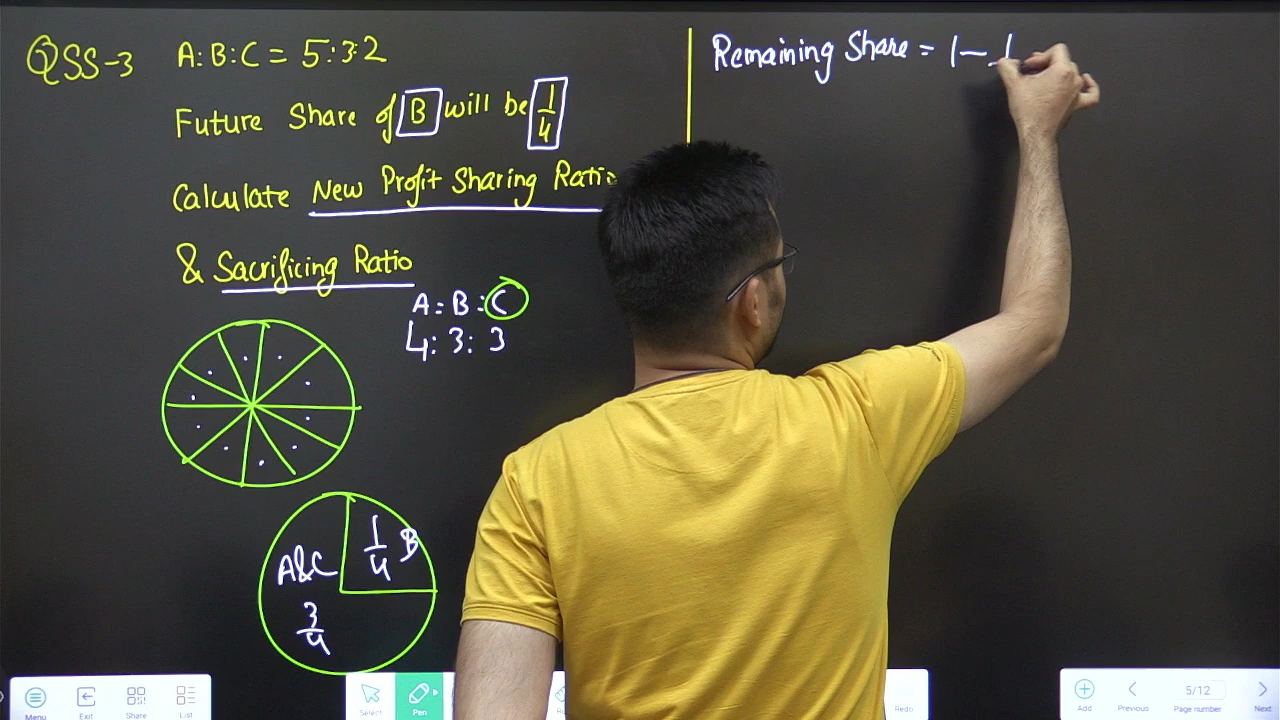 QSS-3 A:B:C = 5:3:2
Future Share of B will be 1/4
Calculate New Profit Sharing Ratio
& Sacrificing Ratio
A:B:C
4:3:3
1/4 B
A&C
3/4
Remaining Share = 1 - 1
Menu
Exit
Share
List
Select
Pen
Redo
Add
Previous
5/12
Page number
Next